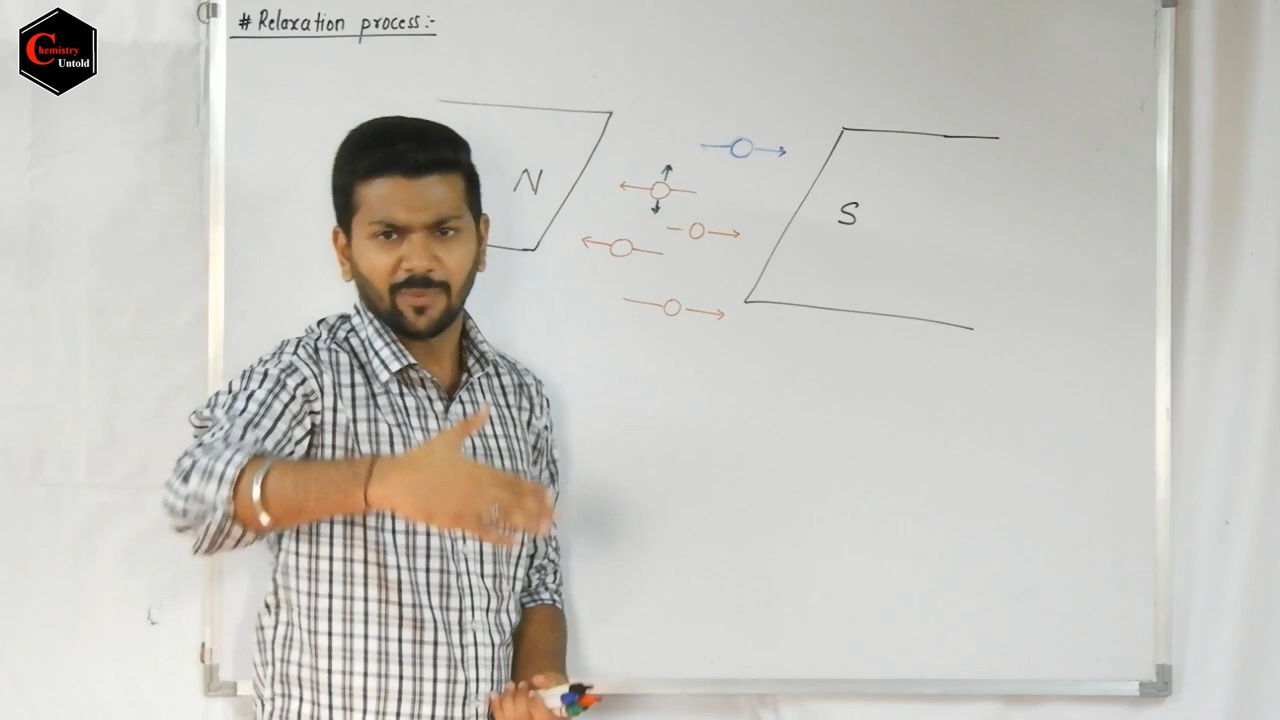 Chemistry
Untold
# Relaxation process:-
N
S